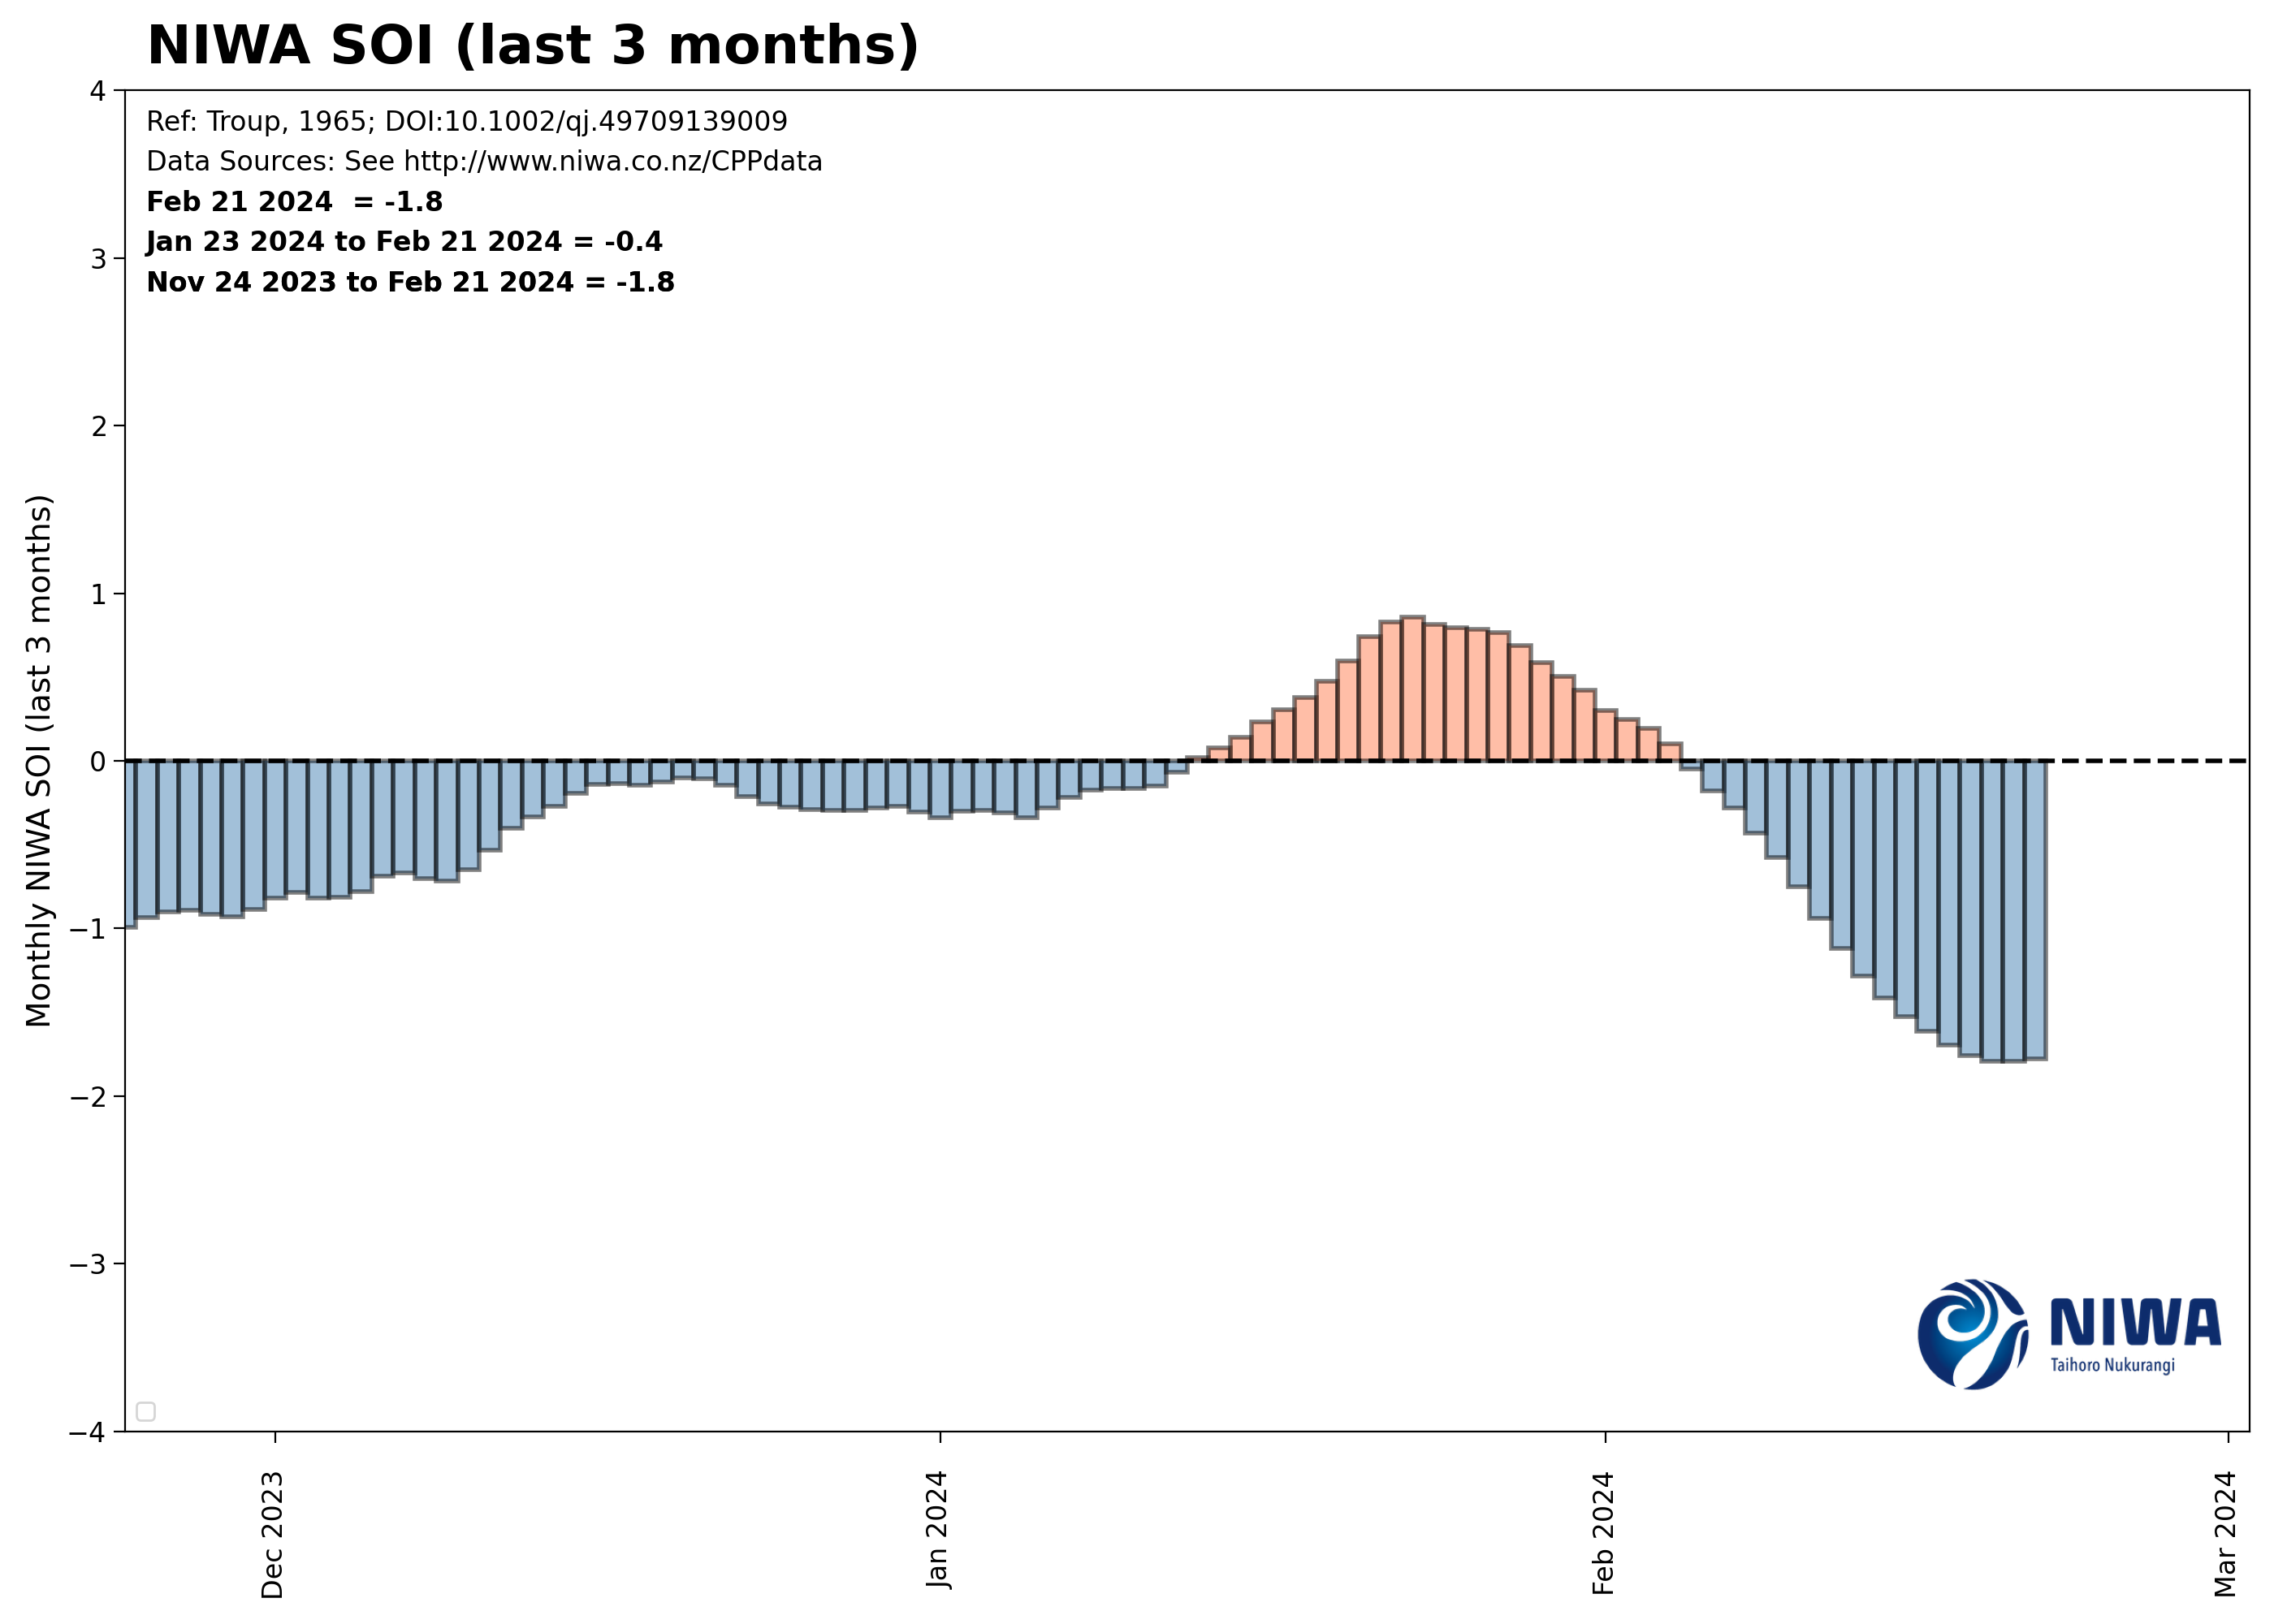 NIWA SOI (last 3 months)
Ref: Troup, 1965; DOI:10.1002/qj.49709139009
Data Sources: See http://www.niwa.co.nz/CPPdata
Feb 21 2024  = -1.8
Jan 23 2024 to Feb 21 2024 = -0.4
Nov 24 2023 to Feb 21 2024 = -1.8
Monthly NIWA SOI (last 3 months)
4
3
2
1
0
−1
−2
−3
−4
Dec 2023
Jan 2024
Feb 2024
Mar 2024
NIWA
Taihoro Nukurangi